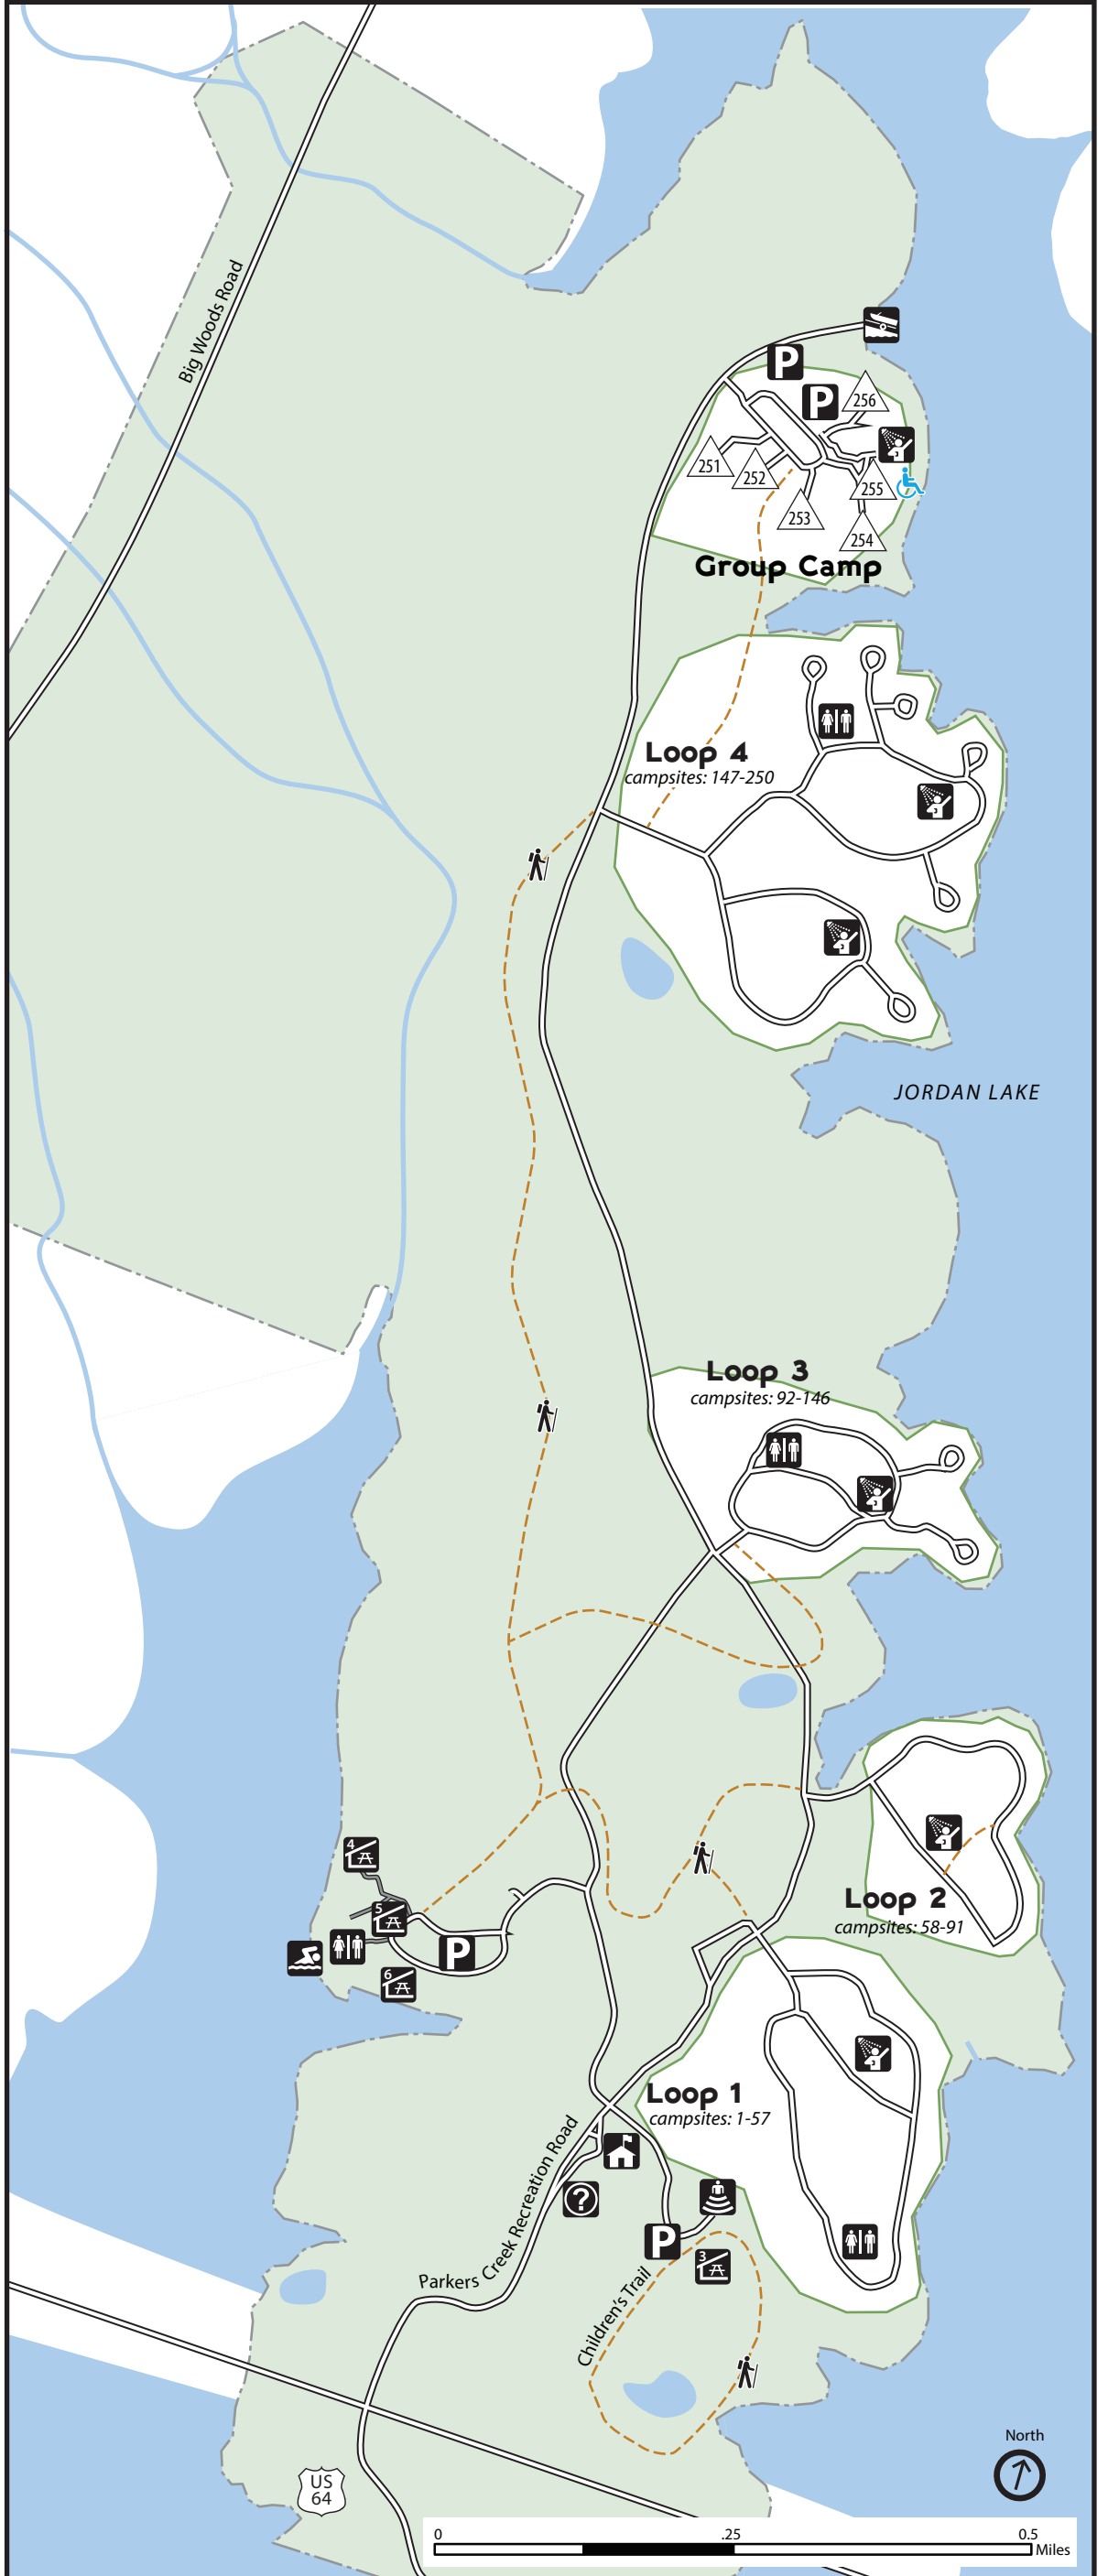 Big Woods Road
P
P
256
251
252
255
253
254
Group Camp
Loop 4
campsites: 147-250
JORDAN LAKE
Loop 3
campsites: 92-146
4
5
P
6
Loop 2
campsites: 58-91
Loop 1
campsites: 1-57
Parkers Creek Recreation Road
?
P
3
Children's Trail
North
US
64
0 .25 0.5
Miles